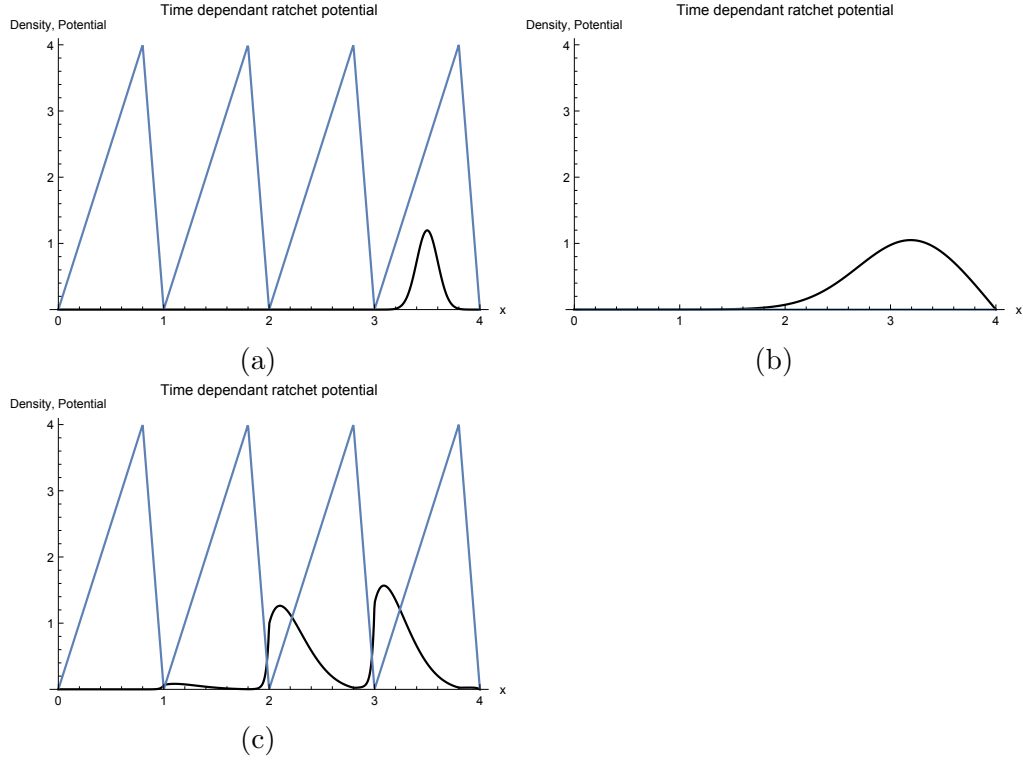 Time dependant ratchet potential
Density, Potential
4
3
2
1
0 1 2 3 4 x
(a)
Time dependant ratchet potential
Density, Potential
4
3
2
1
0 1 2 3 4 x
(b)
Time dependant ratchet potential
Density, Potential
4
3
2
1
0 1 2 3 4 x
(c)